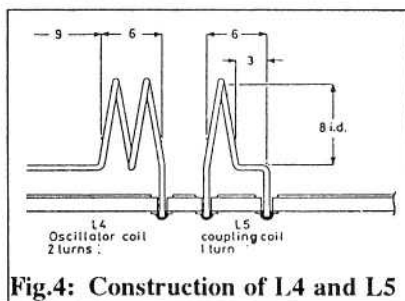 9
6
6
3
8 i.d.
L4
Oscillator coil
2 turns :
L5
coupling coil
1 turn
Fig.4: Construction of L4 and L5